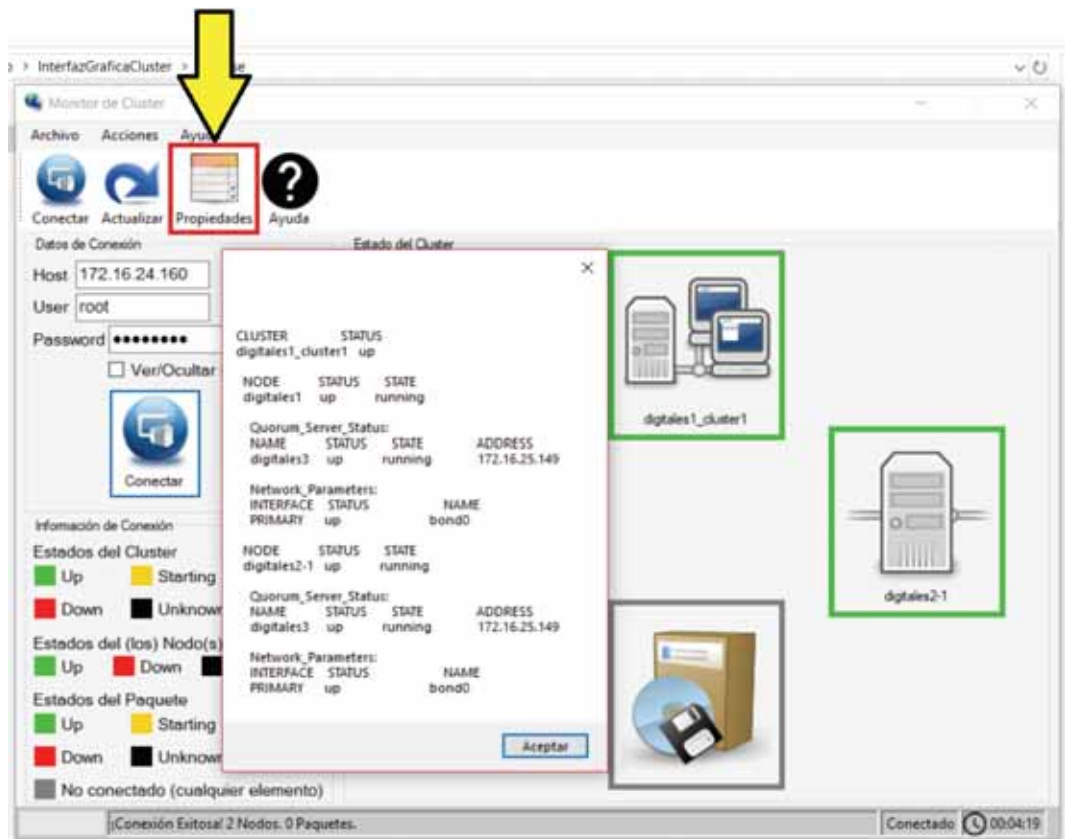 InterfazGraficaCluster
Monitor de Cluster
Archivo Acciones
Conectar Actualizar Propiedades Ayuda
Datos de Conexión
Estado del Cluster
Host 172.16.24.160
User root
Password ●●●●●●●●
Ver/Ocultar
Conectar
CLUSTER STATUS
digitales1_cluster1 up
NODE STATUS STATE
digitales1 up running
Quorum_Server_Status:
NAME STATUS STATE ADDRESS
digitales3 up running 172.16.25.149
Network_Parameters:
INTERFACE STATUS NAME
PRIMARY up bond0
NODE STATUS STATE
digitales2-1 up running
Quorum_Server_Status:
NAME STATUS STATE ADDRESS
digitales3 up running 172.16.25.149
Network_Parameters:
INTERFACE STATUS NAME
PRIMARY up bond0
Aceptar
digitales1_cluster1
digitales2-1
Información de Conexión
Estados del Cluster
Up Starting
Down Unknown
Estados del (los) Nodo(s)
Up Down
Estados del Paquete
Up Starting
Down Unknown
No conectado (cualquier elemento)
¡Conexión Exitosa! 2 Nodos. 0 Paquetes.
Conectado 00:04:19